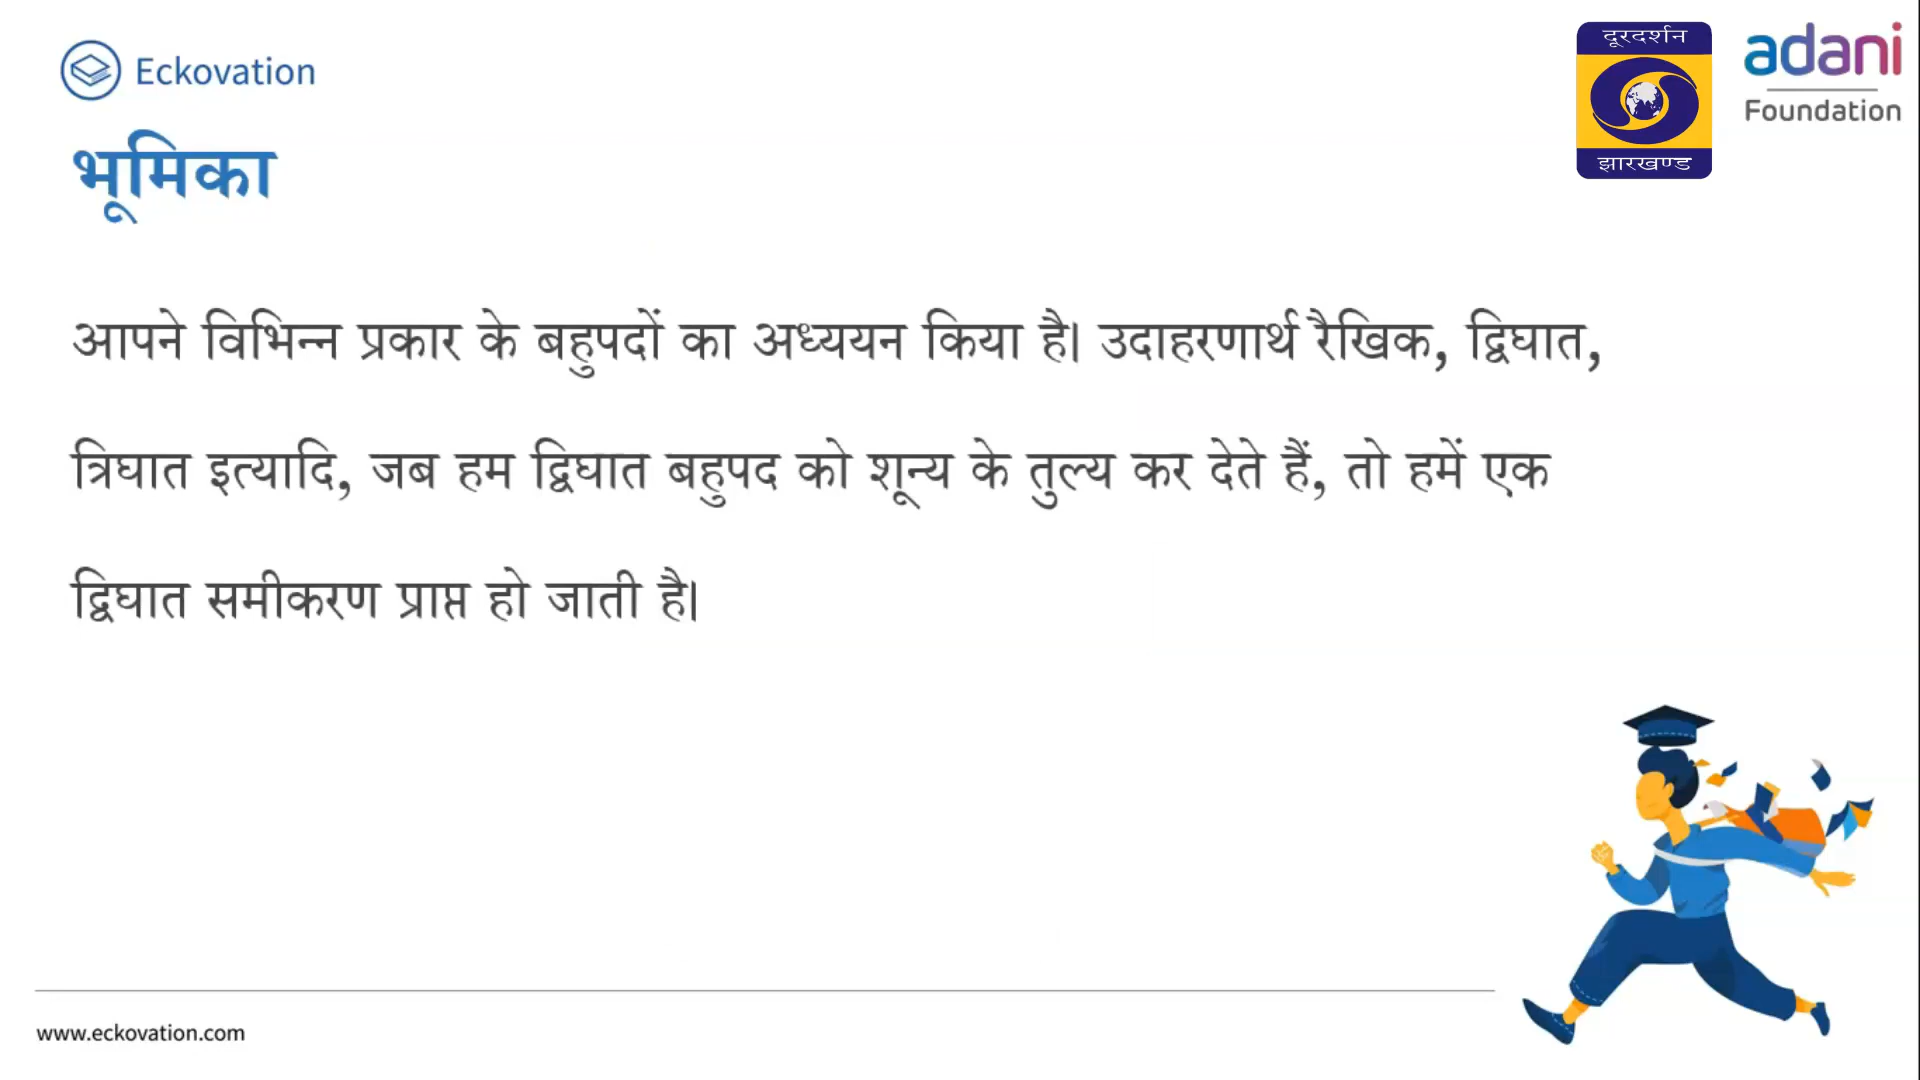 Eckovation
दूरदर्शन
झारखण्ड
adani
Foundation
भूमिका
आपने विभिन्न प्रकार के बहुपदों का अध्ययन किया है। उदाहरणार्थ रैखिक, द्विघात,
त्रिघात इत्यादि, जब हम द्विघात बहुपद को शून्य के तुल्य कर देते हैं, तो हमें एक
द्विघात समीकरण प्राप्त हो जाती है।
www.eckovation.com